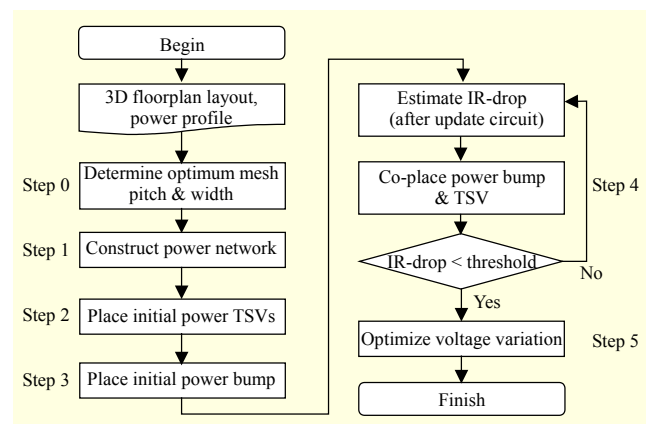 Begin
3D floorplan layout,
power profile
Step 0
Determine optimum mesh
pitch & width
Step 1
Construct power network
Step 2
Place initial power TSVs
Step 3
Place initial power bump
Estimate IR-drop
(after update circuit)
Co-place power bump
& TSV
Step 4
IR-drop < threshold
No
Yes
Optimize voltage variation
Step 5
Finish